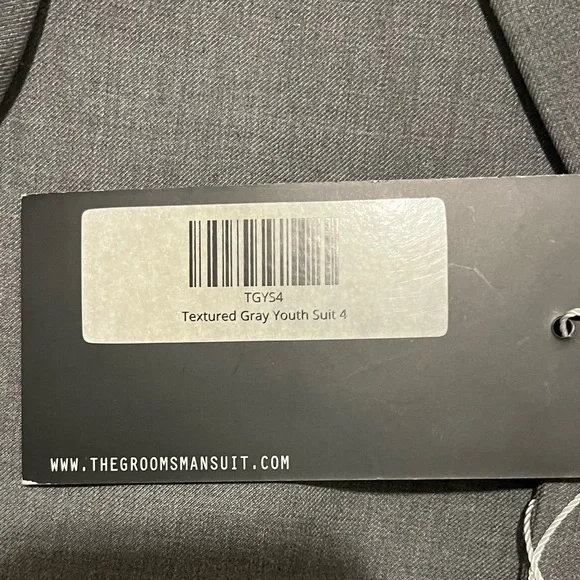 TGYS4
Textured Gray Youth Suit 4
WWW.THEGROOMSMANSUIT.COM